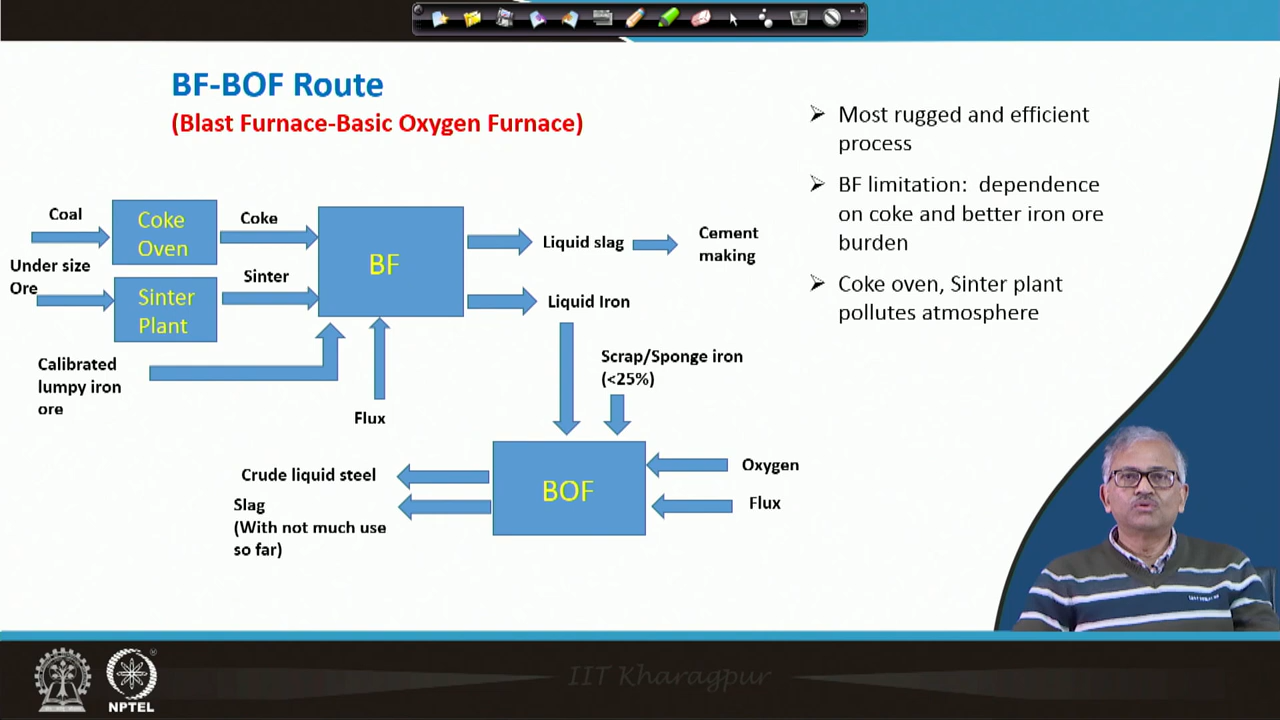 BF-BOF Route
(Blast Furnace-Basic Oxygen Furnace)
Coal
Coke
Oven
Coke
Under size
Ore
Sinter
Plant
Sinter
Calibrated
lumpy iron
ore
Flux
BF
Liquid slag
Cement
making
Liquid Iron
Scrap/Sponge iron
(<25%)
BOF
Oxygen
Flux
Crude liquid steel
Slag
(With not much use
so far)
➢ Most rugged and efficient
process
➢ BF limitation: dependence
on coke and better iron ore
burden
➢ Coke oven, Sinter plant
pollutes atmosphere
IIT Kharagpur
NPTEL